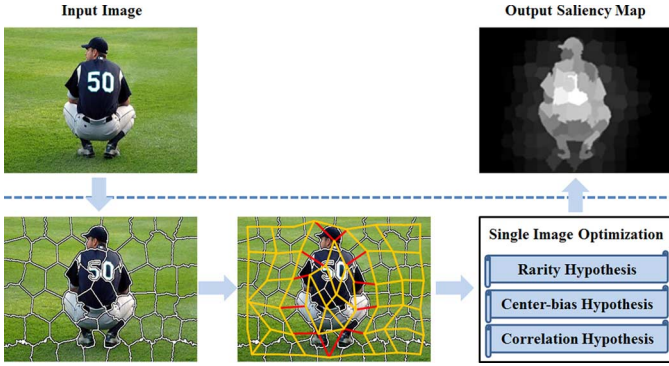 Input Image
Output Saliency Map
50
50
50
Single Image Optimization
Rarity Hypothesis
Center-bias Hypothesis
Correlation Hypothesis